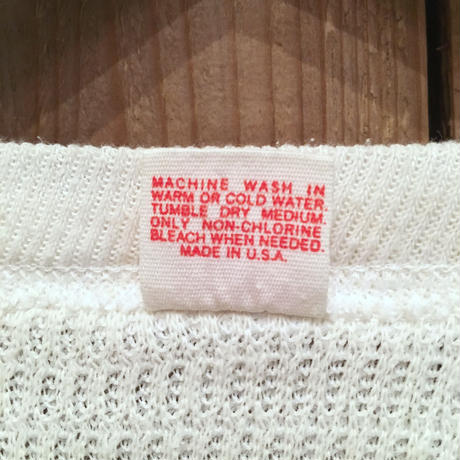 MACHINE WASH IN
WARM OR COLD WATER
TUMBLE DRY MEDIUM.
ONLY NON-CHLORINE
BLEACH WHEN NEEDED.
MADE IN U.S.A.